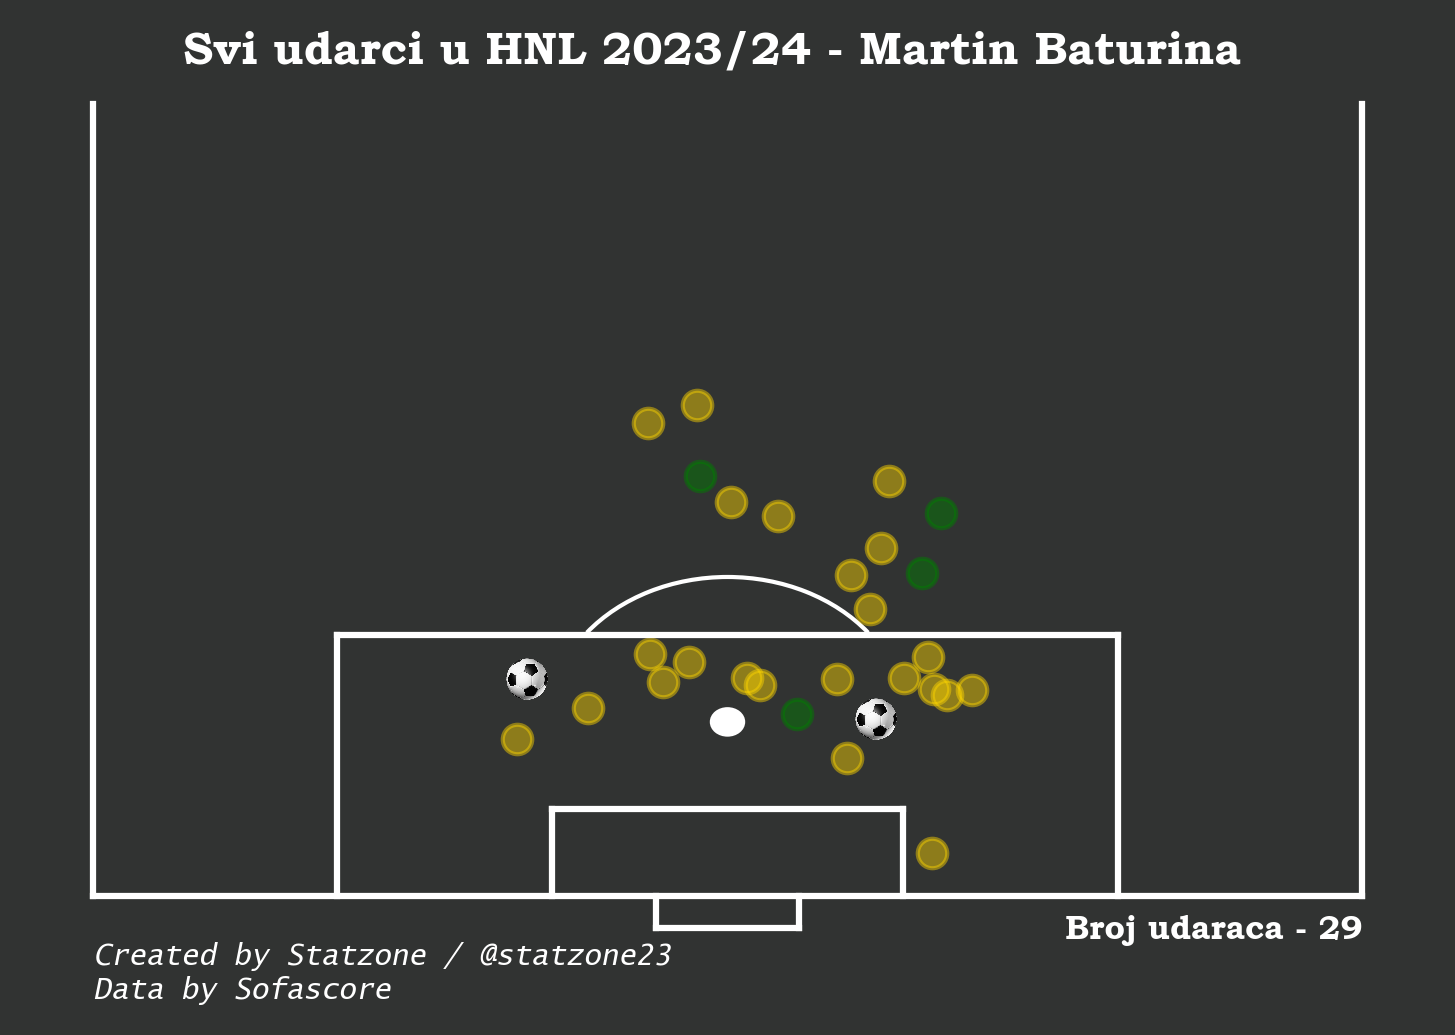 Svi udarci u HNL 2023/24 - Martin Baturina
Broj udaraca - 29
Created by Statzone / @statzone23
Data by Sofascore